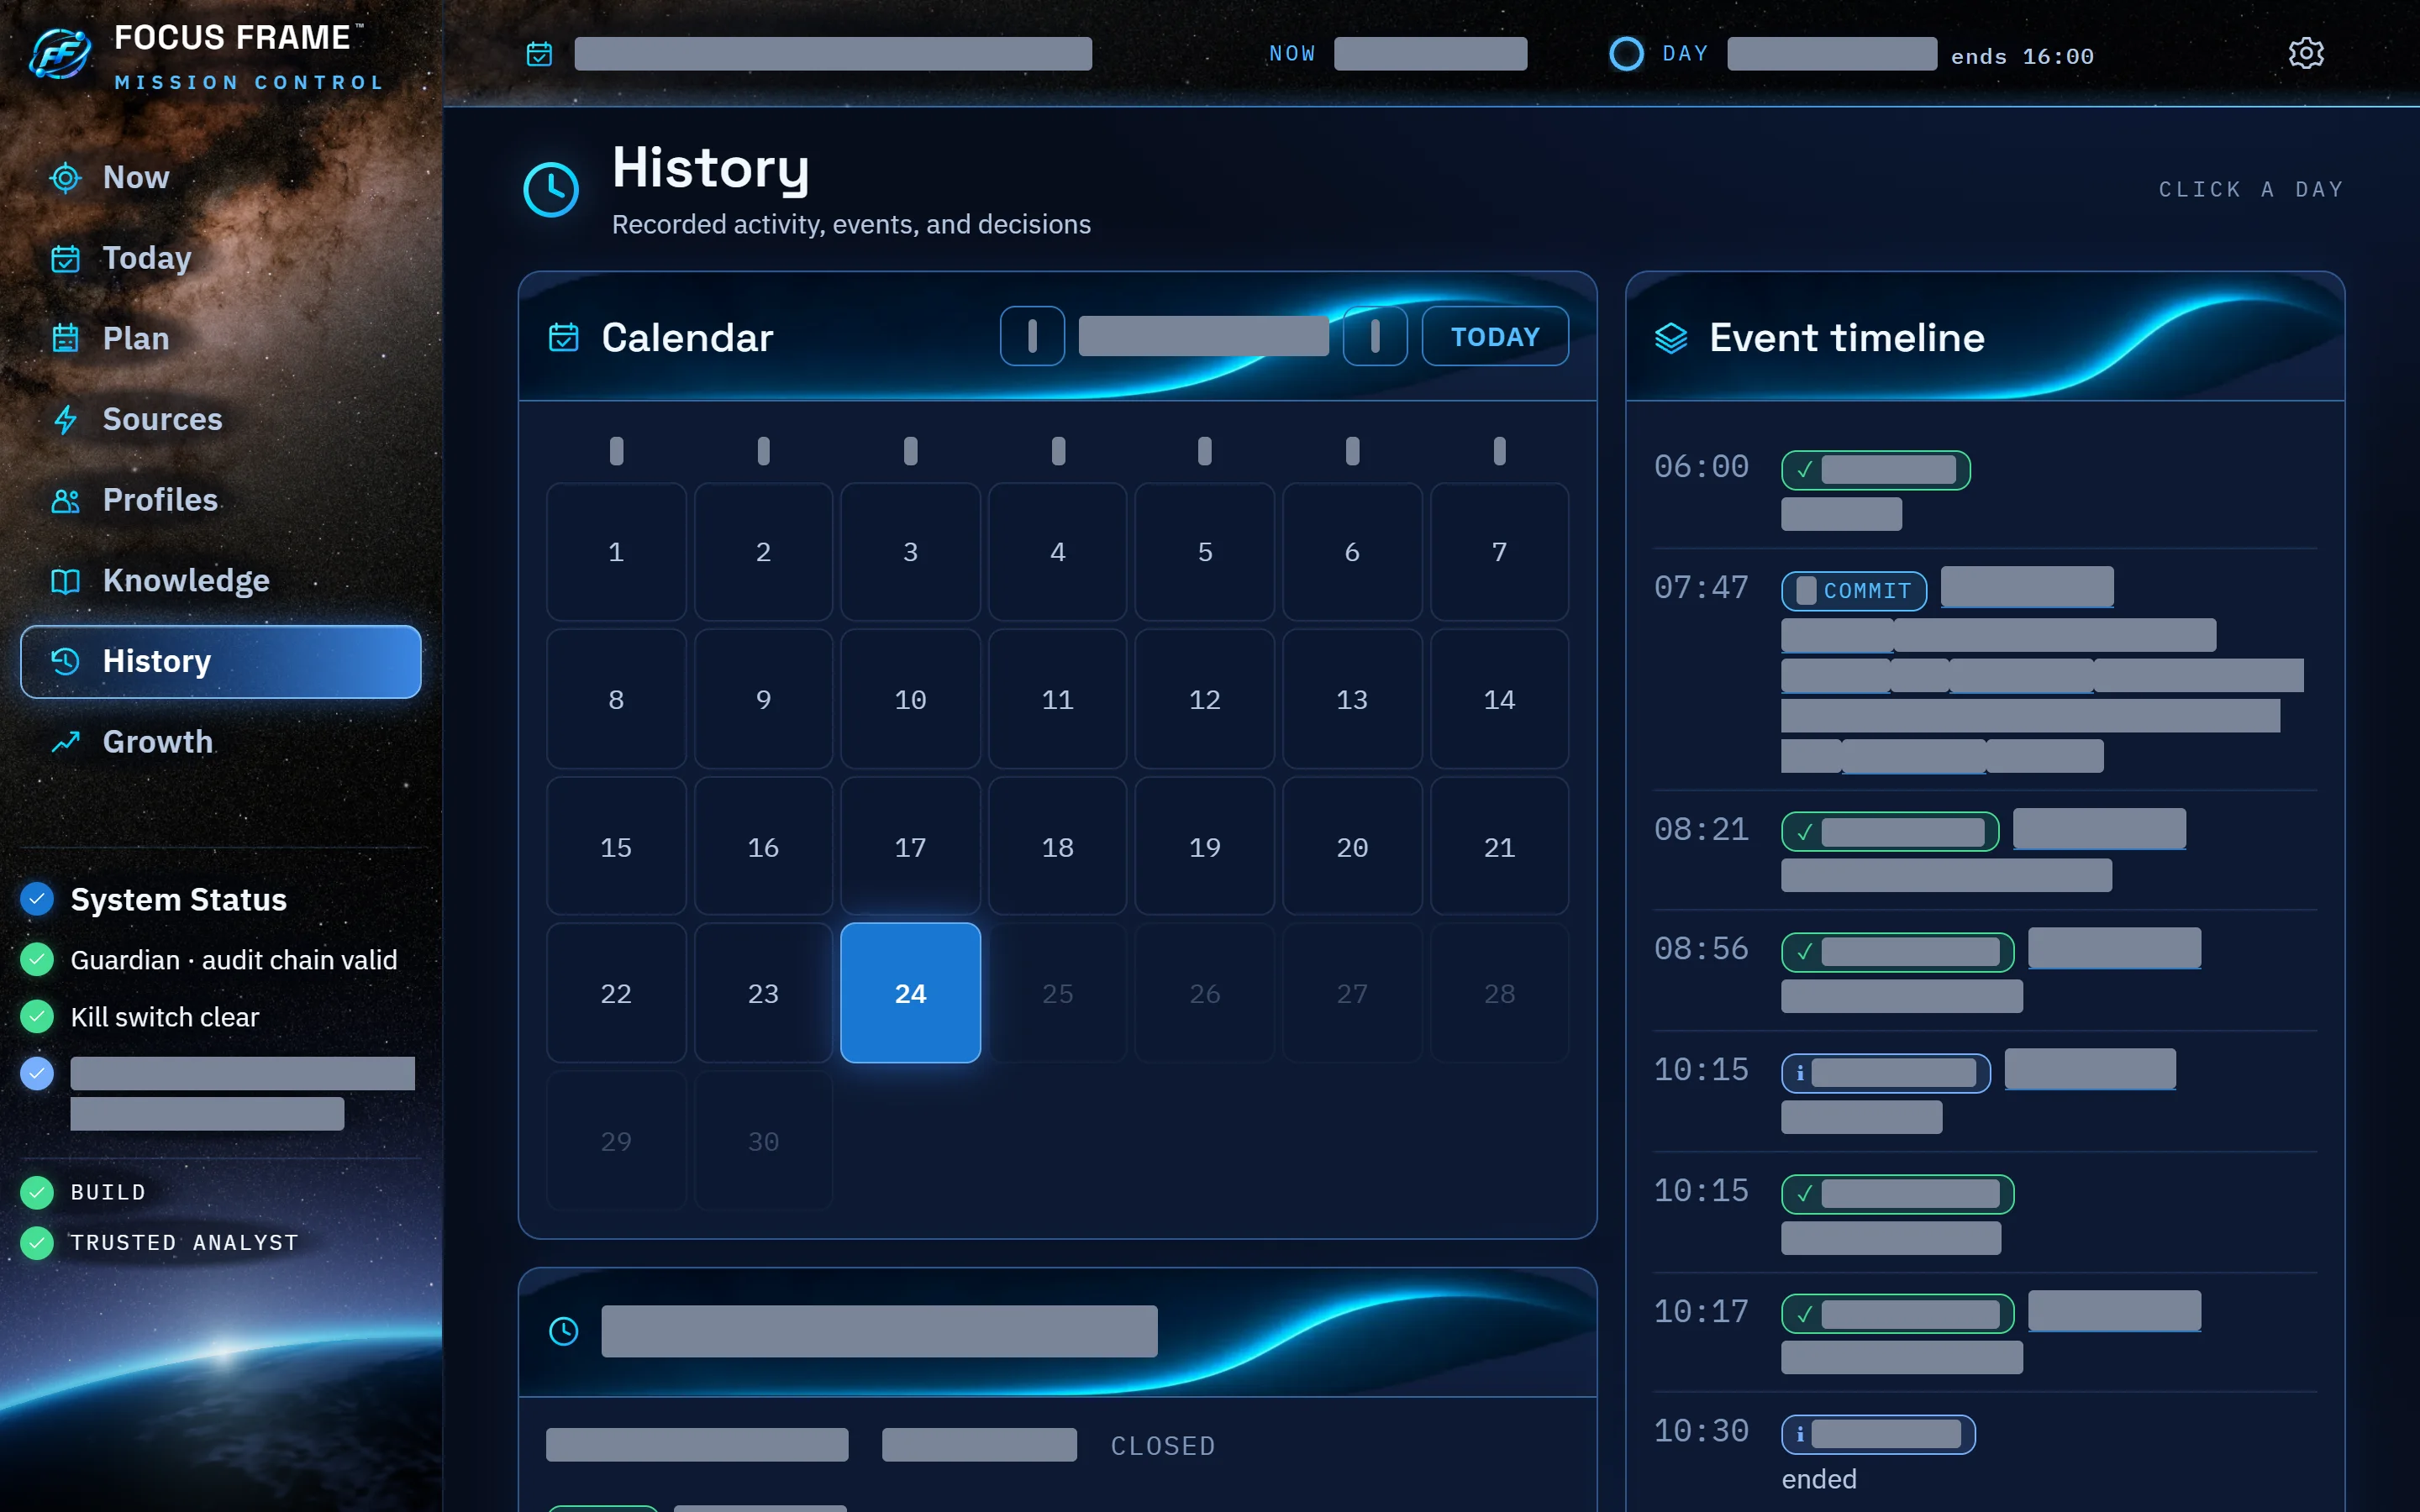 FOCUS FRAME™
MISSION CONTROL
Now
Today
Plan
Sources
Profiles
Knowledge
History
Growth
System Status
Guardian · audit chain valid
Kill switch clear
BUILD
TRUSTED ANALYST
NOW
DAY
ends 16:00
History
Recorded activity, events, and decisions
CLICK A DAY
Calendar
TODAY
1 2 3 4 5 6 7
8 9 10 11 12 13 14
15 16 17 18 19 20 21
22 23 24 25 26 27 28
29 30
CLOSED
Event timeline
06:00
07:47 COMMIT
08:21
08:56
10:15
10:15
10:17
10:30
ended